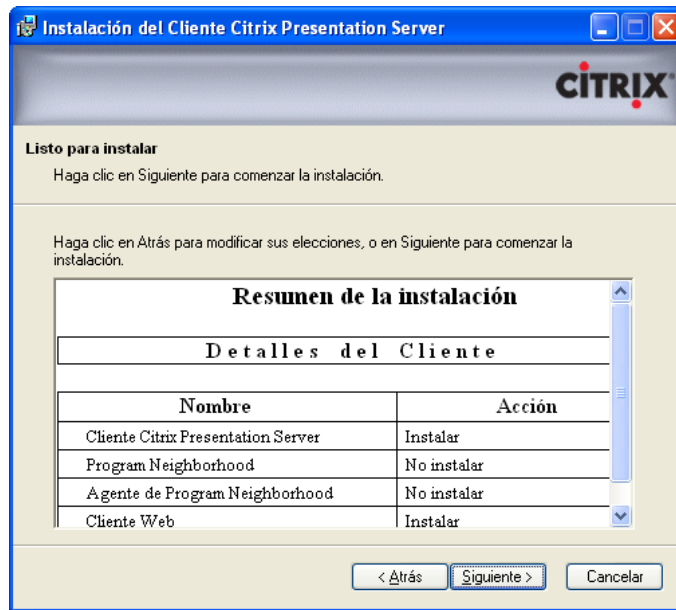 Instalación del Cliente Citrix Presentation Server
CİTRIX
Listo para instalar
Haga clic en Siguiente para comenzar la instalación.
Haga clic en Atrás para modificar sus elecciones, o en Siguiente para comenzar la
instalación.
Resumen de la instalación
Detalles del Cliente
Nombre Acción
Cliente Citrix Presentation Server Instalar
Program Neighborhood No instalar
Agente de Program Neighborhood No instalar
Cliente Web Instalar
< Atrás Siguiente > Cancelar